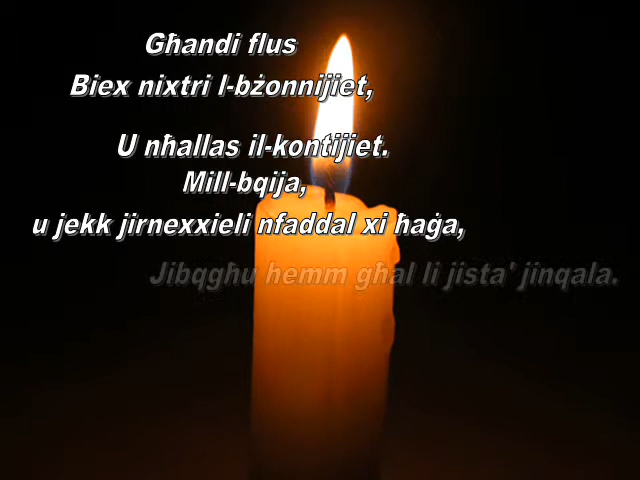 Għandi flus
Biex nixtri l-bżonnijiet,
U nħallas il-kontijiet.
Mill-bqija,
u jekk jirnexxieli nfaddal xi ħaġa,
Jibqgħu hemm għal li jista' jinqala.